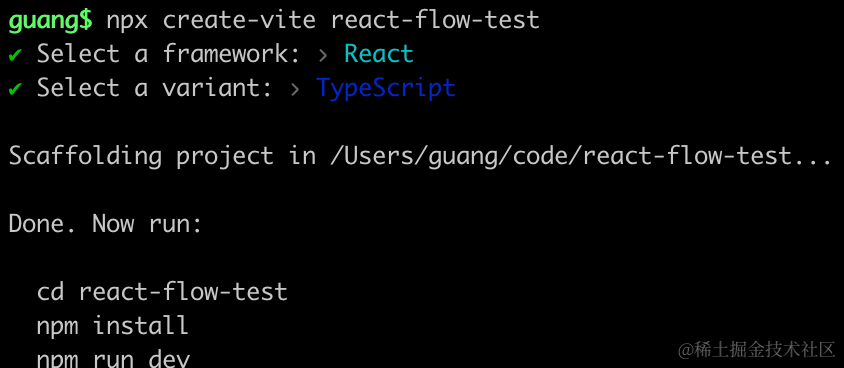 guang$ npx create-vite react-flow-test
✔ Select a framework: › React
✔ Select a variant: › TypeScript
Scaffolding project in /Users/guang/code/react-flow-test...
Done. Now run:
cd react-flow-test
npm install
npm run dev
@稀土掘金技术社区